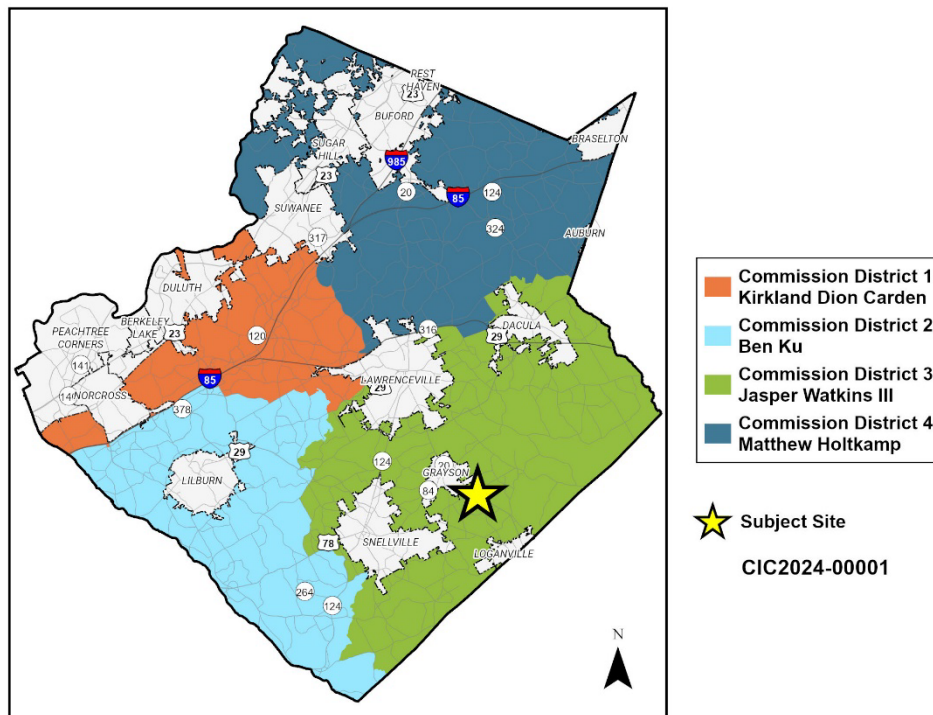 REST
HAVEN
23
BUFORD
BRASELTON
SUGAR
HILL
985
23
20
124
85
SUWANEE
324
AUBURN
317
DULUTH
DACULA
BERKELEY
LAKE
23
316
PEACHTREE
CORNERS
120
29
141
LAWRENCEVILLE
85
29
14
NORCROSS
378
29
124
20
GRAYSON
LILBURN
84
SNELLVILLE
78
LOGANVILLE
264
124
N
Commission District 1
Kirkland Dion Carden
Commission District 2
Ben Ku
Commission District 3
Jasper Watkins III
Commission District 4
Matthew Holtkamp
Subject Site
CIC2024-00001